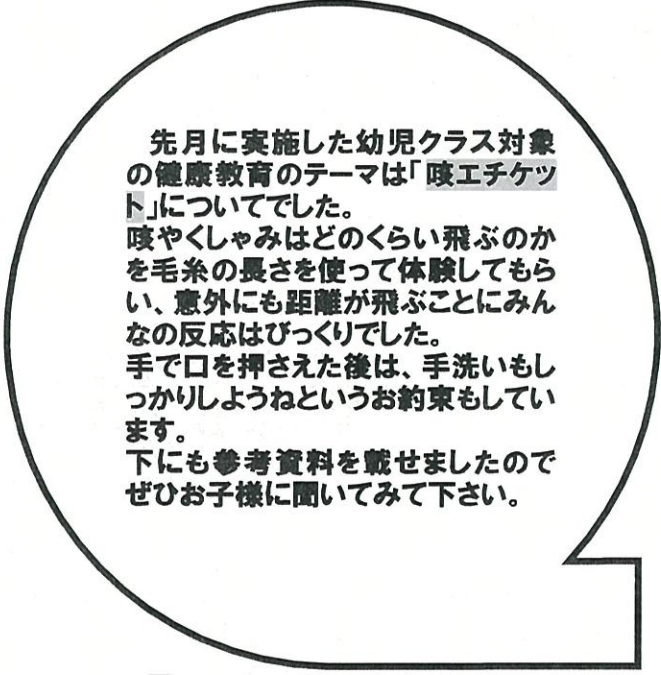 先月に実施した幼児クラス対象
の健康教育のテーマは「咳エチケッ
ト」についてでした。
咳やくしゃみはどのくらい飛ぶのか
を毛糸の長さを使って体験してもら
い、意外にも距離が飛ぶことにみん
なの反応はびっくりでした。
手で口を押さえた後は、手洗いもし
っかりしようねというお約束もしてい
ます。
下にも参考資料を載せましたので
ぜひお子様に聞いてみて下さい。